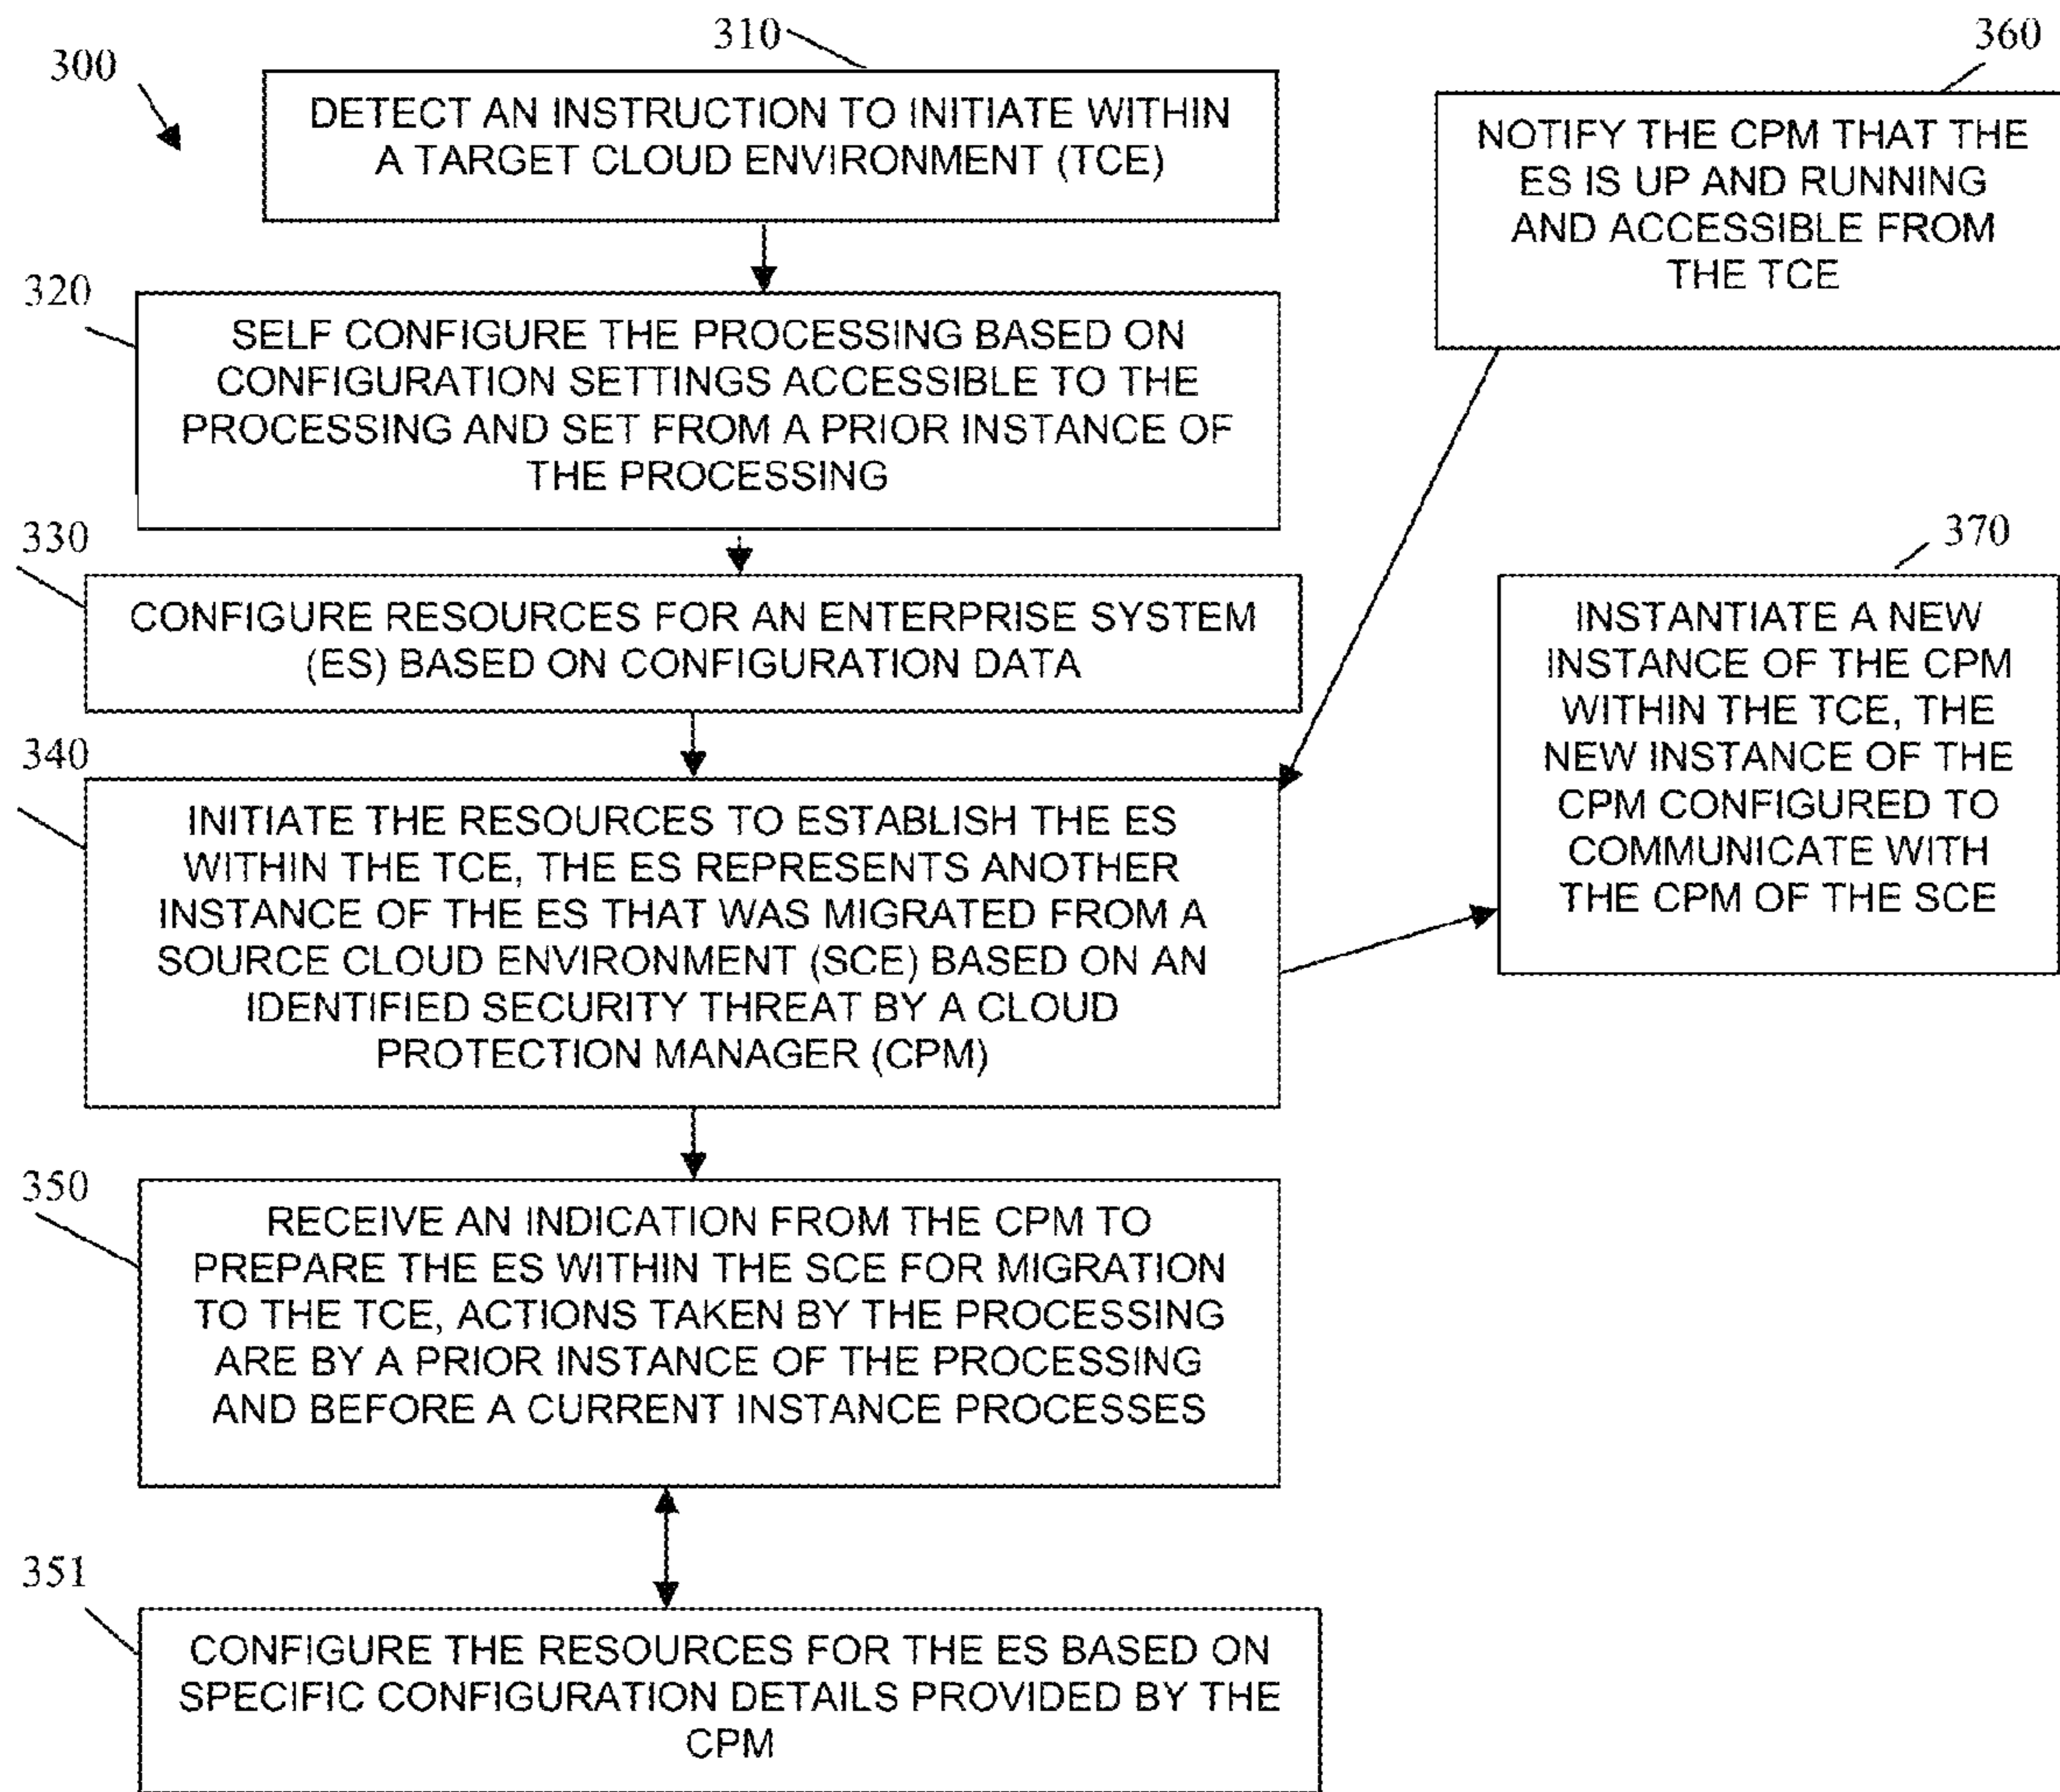 300
310
DETECT AN INSTRUCTION TO INITIATE WITHIN
A TARGET CLOUD ENVIRONMENT (TCE)
320
SELF CONFIGURE THE PROCESSING BASED ON
CONFIGURATION SETTINGS ACCESSIBLE TO THE
PROCESSING AND SET FROM A PRIOR INSTANCE OF
THE PROCESSING
330
CONFIGURE RESOURCES FOR AN ENTERPRISE SYSTEM
(ES) BASED ON CONFIGURATION DATA
340
INITIATE THE RESOURCES TO ESTABLISH THE ES
WITHIN THE TCE, THE ES REPRESENTS ANOTHER
INSTANCE OF THE ES THAT WAS MIGRATED FROM A
SOURCE CLOUD ENVIRONMENT (SCE) BASED ON AN
IDENTIFIED SECURITY THREAT BY A CLOUD
PROTECTION MANAGER (CPM)
350
RECEIVE AN INDICATION FROM THE CPM TO
PREPARE THE ES WITHIN THE SCE FOR MIGRATION
TO THE TCE, ACTIONS TAKEN BY THE PROCESSING
ARE BY A PRIOR INSTANCE OF THE PROCESSING
AND BEFORE A CURRENT INSTANCE PROCESSES
351
CONFIGURE THE RESOURCES FOR THE ES BASED ON
SPECIFIC CONFIGURATION DETAILS PROVIDED BY THE
CPM
360
NOTIFY THE CPM THAT THE
ES IS UP AND RUNNING
AND ACCESSIBLE FROM
THE TCE
370
INSTANTIATE A NEW
INSTANCE OF THE CPM
WITHIN THE TCE, THE
NEW INSTANCE OF THE
CPM CONFIGURED TO
COMMUNICATE WITH
THE CPM OF THE SCE